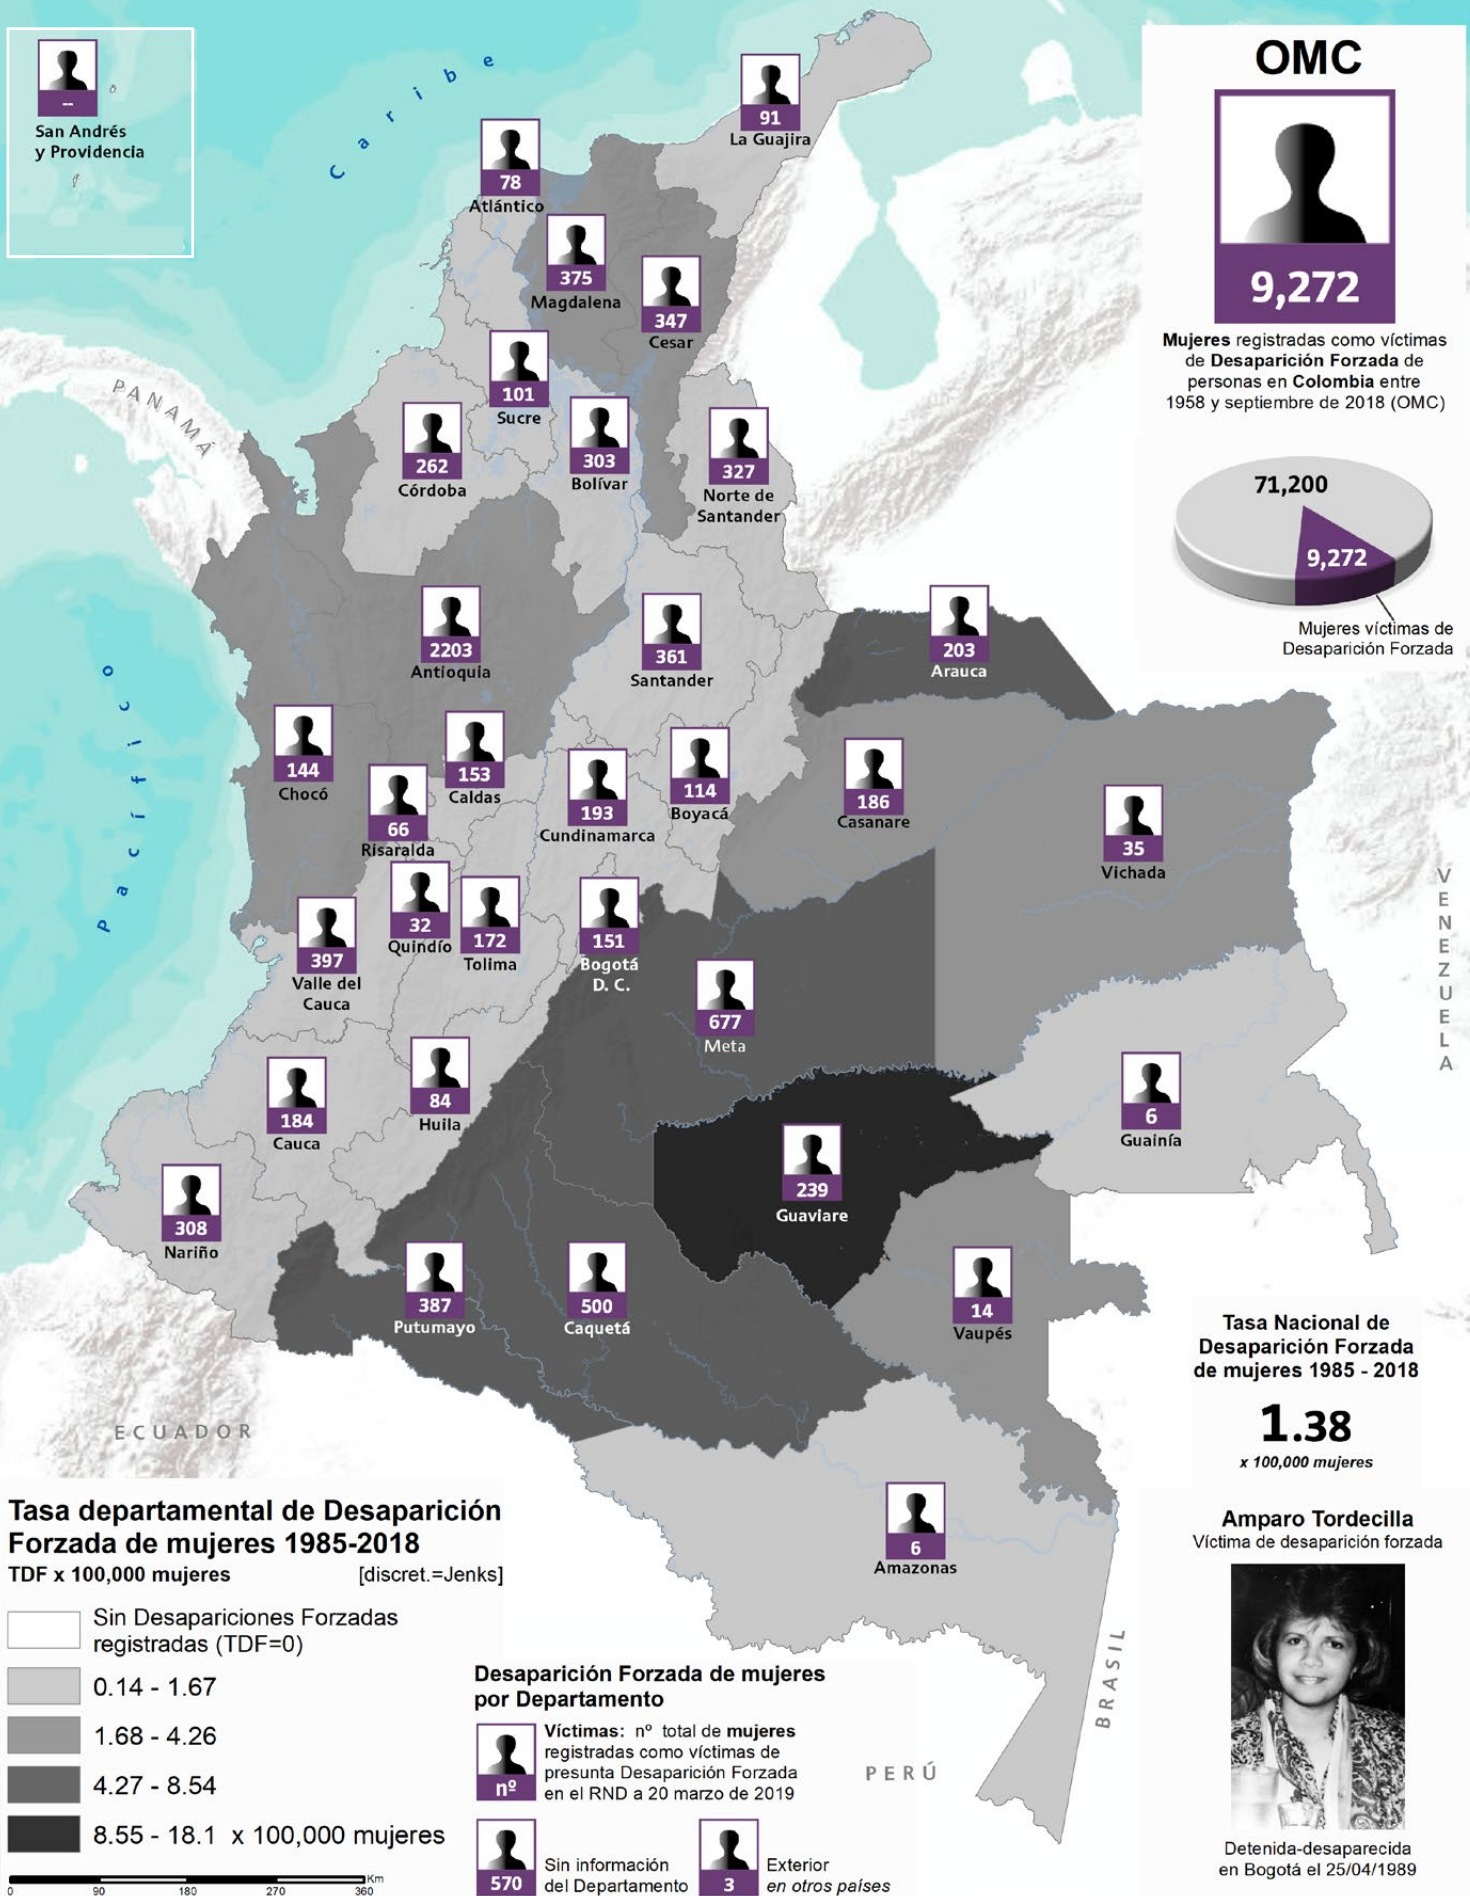 --
San Andrés
y Providencia
Caribe
91
La Guajira
78
Atlántico
375
Magdalena
347
Cesar
101
Sucre
262
Córdoba
303
Bolívar
327
Norte de
Santander
PANAMÁ
OMC
9,272
Mujeres registradas como víctimas
de Desaparición Forzada de
personas en Colombia entre
1958 y septiembre de 2018 (OMC)
71,200
9,272
Mujeres víctimas de
Desaparición Forzada
2203
Antioquia
361
Santander
203
Arauca
Pacífico
144
Chocó
153
Caldas
66
Risaralda
193
Cundinamarca
114
Boyacá
186
Casanare
35
Vichada
VENEZUELA
397
Valle del
Cauca
32
Quindío
172
Tolima
151
Bogotá
D. C.
677
Meta
184
Cauca
84
Huila
6
Guainía
308
Nariño
239
Guaviare
387
Putumayo
500
Caquetá
14
Vaupés
ECUADOR
6
Amazonas
BRASIL
PERÚ
Tasa Nacional de
Desaparición Forzada
de mujeres 1985 - 2018
1.38
x 100,000 mujeres
Amparo Tordecilla
Víctima de desaparición forzada
Detenida-desaparecida
en Bogotá el 25/04/1989
Tasa departamental de Desaparición
Forzada de mujeres 1985-2018
TDF x 100,000 mujeres [discret.=Jenks]
Sin Desapariciones Forzadas
registradas (TDF=0)
0.14 - 1.67
1.68 - 4.26
4.27 - 8.54
8.55 - 18.1 x 100,000 mujeres
Km
0 90 180 270 360
Desaparición Forzada de mujeres
por Departamento
nº
Víctimas: nº total de mujeres
registradas como víctimas de
presunta Desaparición Forzada
en el RND a 20 marzo de 2019
570
Sin información
del Departamento
3
Exterior
en otros países